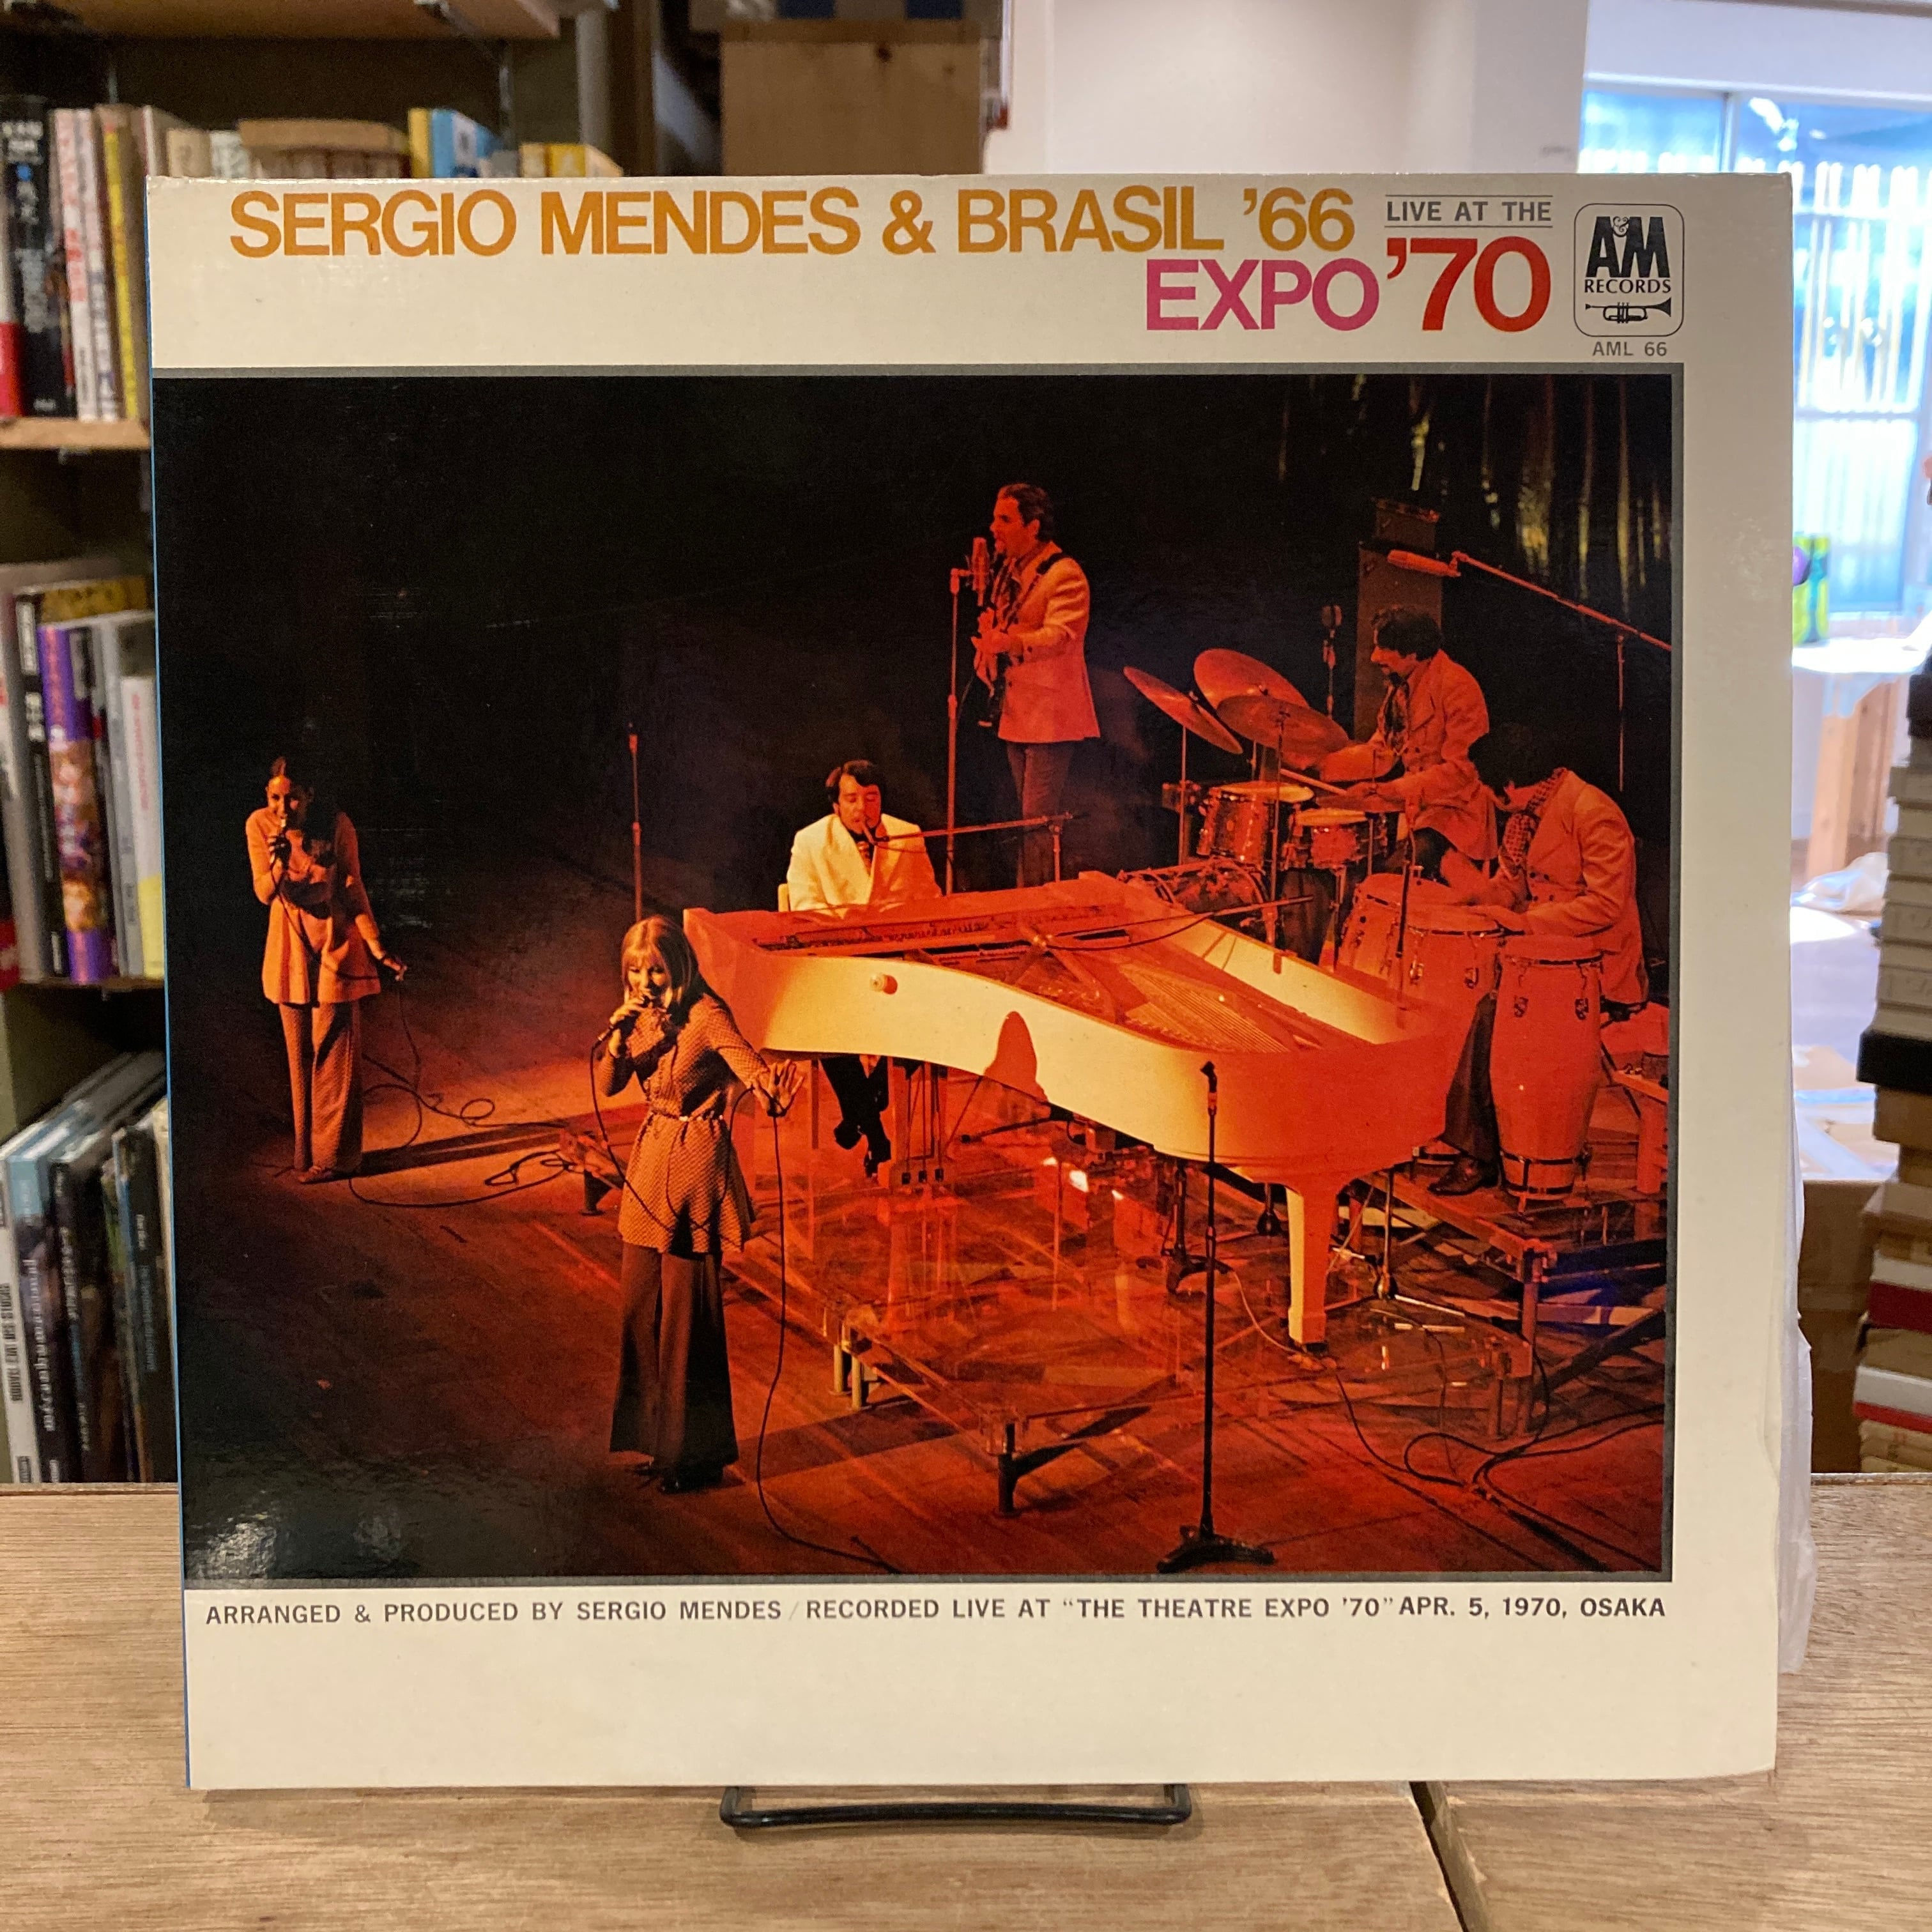 SERGIO MENDES & BRASIL '66
LIVE AT THE
EXPO '70
A&M
RECORDS
AML 66
ARRANGED & PRODUCED BY SERGIO MENDES / RECORDED LIVE AT "THE THEATRE EXPO '70" APR. 5, 1970, OSAKA